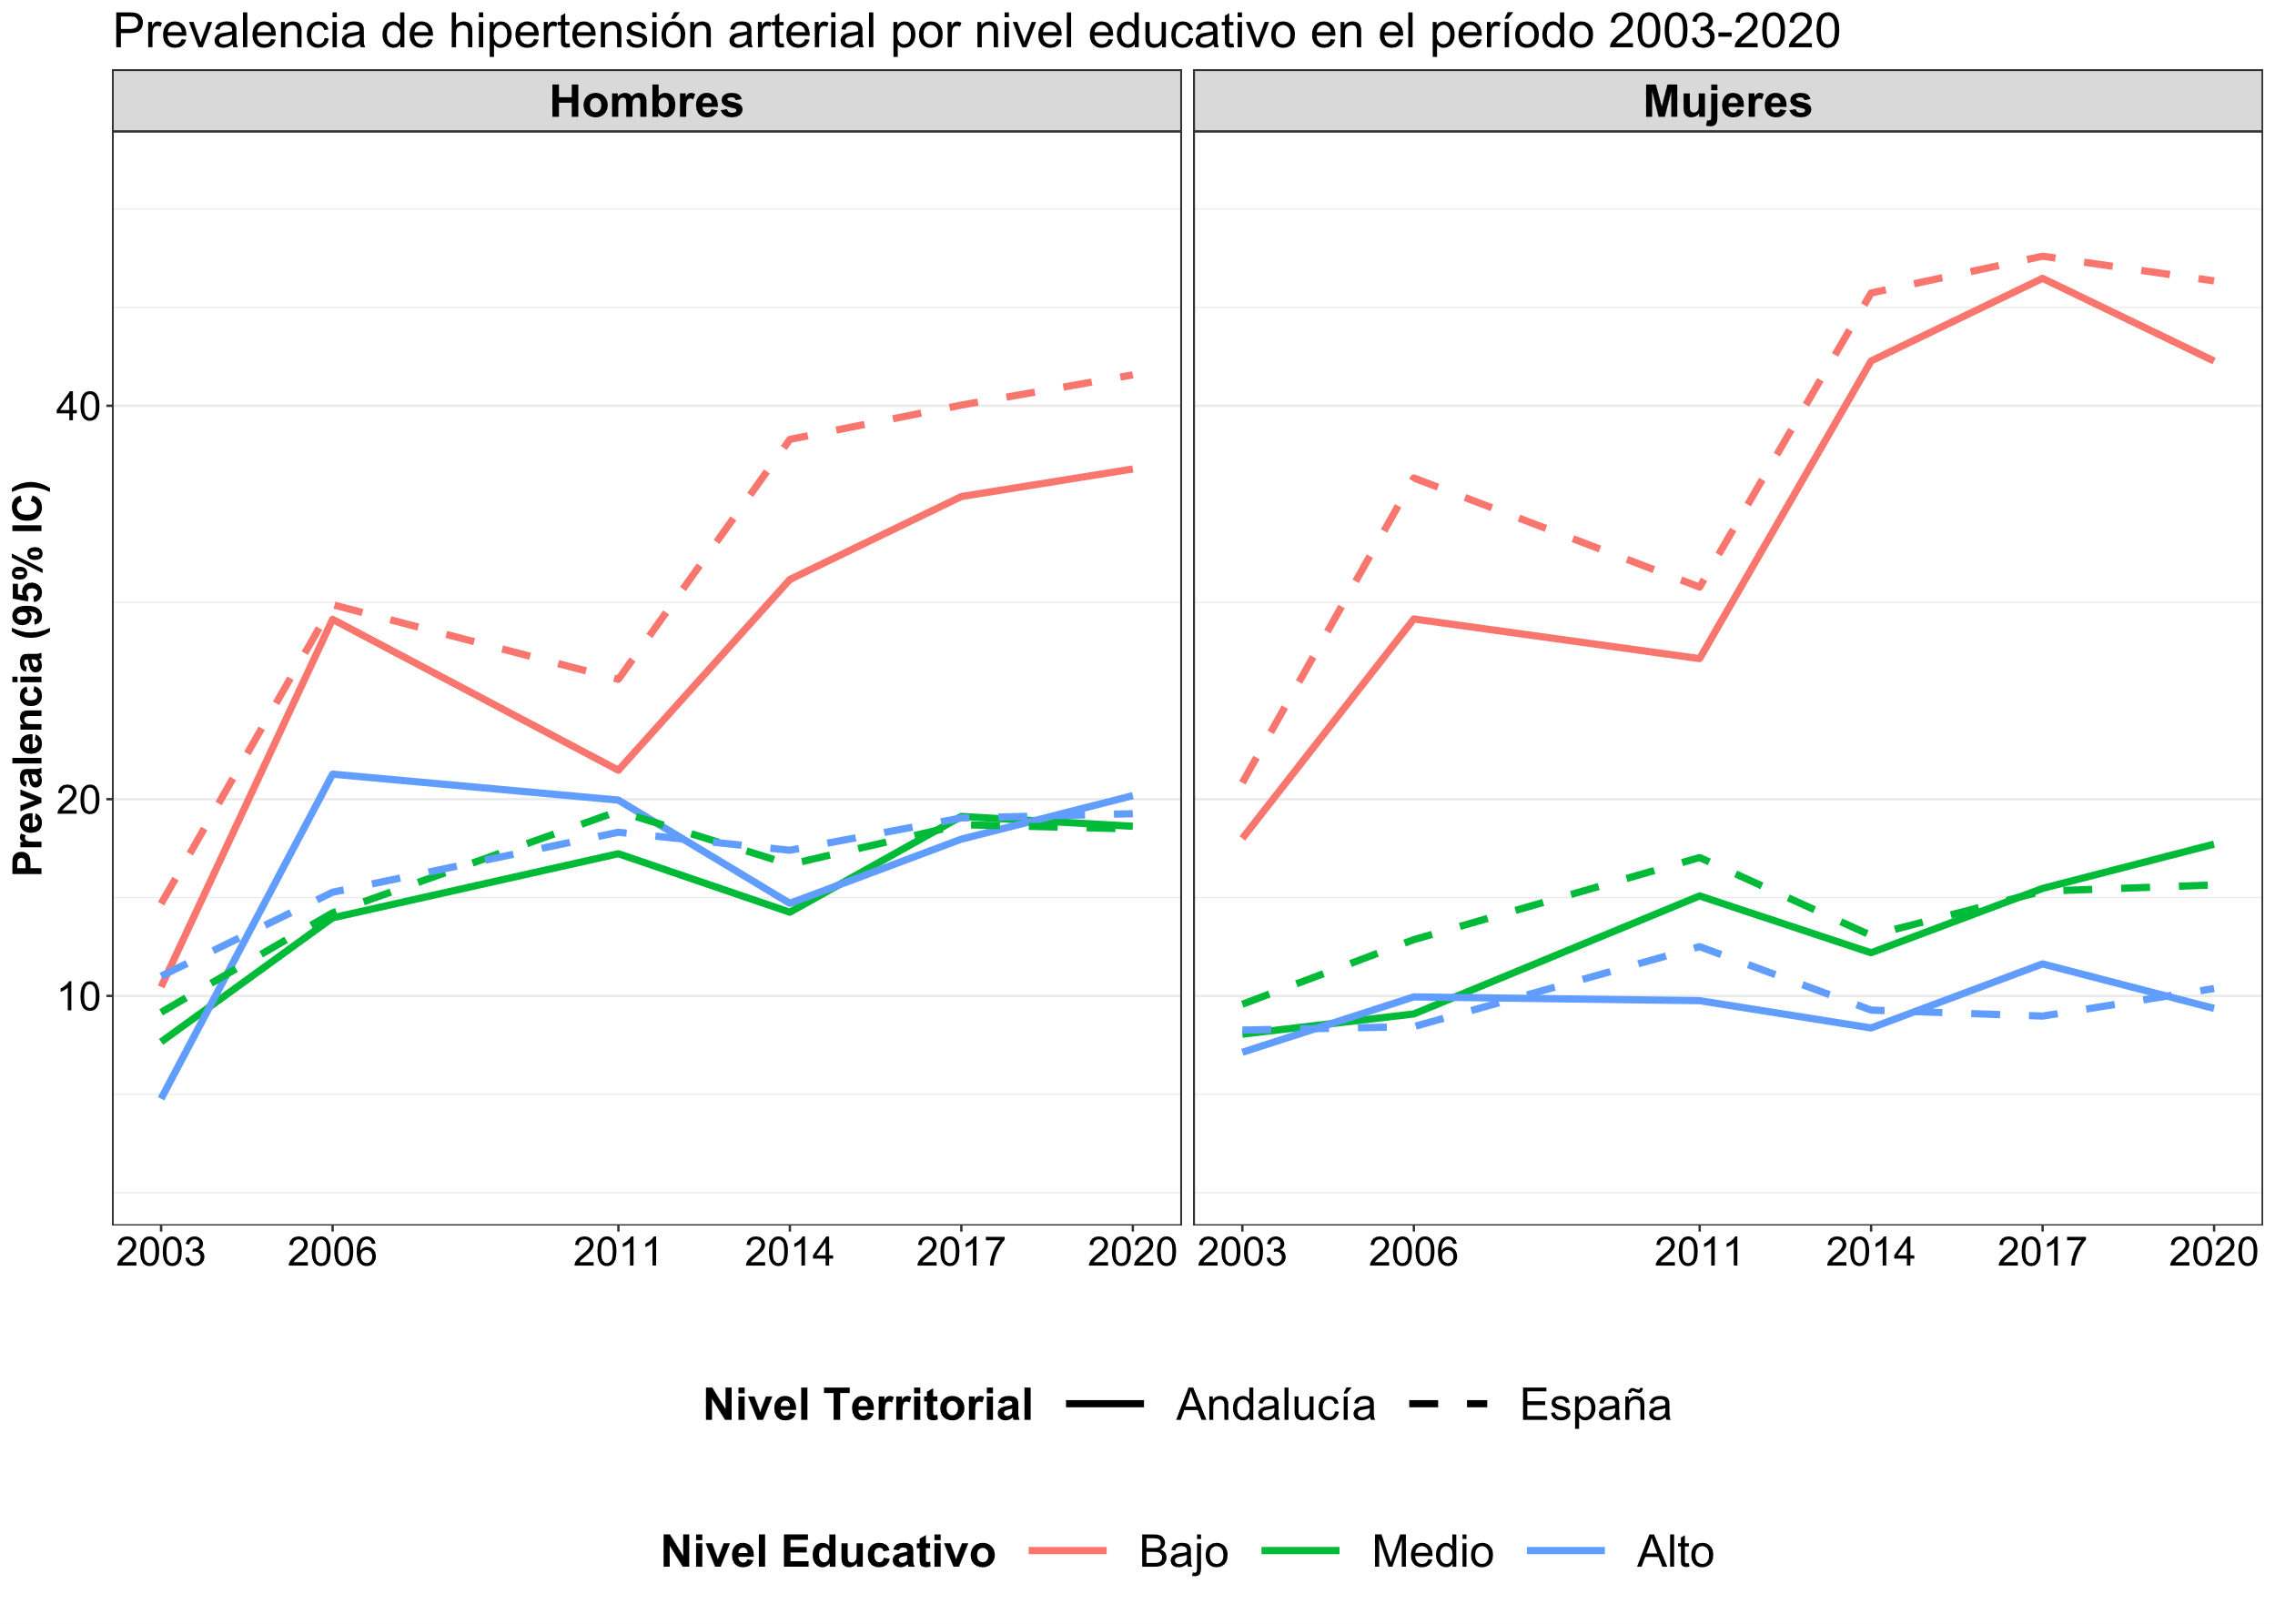 Prevalencia de hipertensión arterial por nivel educativo en el período 2003-2020
Hombres
Mujeres
Prevalencia (95% IC)
40
20
10
2003 2006 2011 2014 2017 2020
2003 2006 2011 2014 2017 2020
Nivel Territorial Andalucía España
Nivel Educativo Bajo Medio Alto